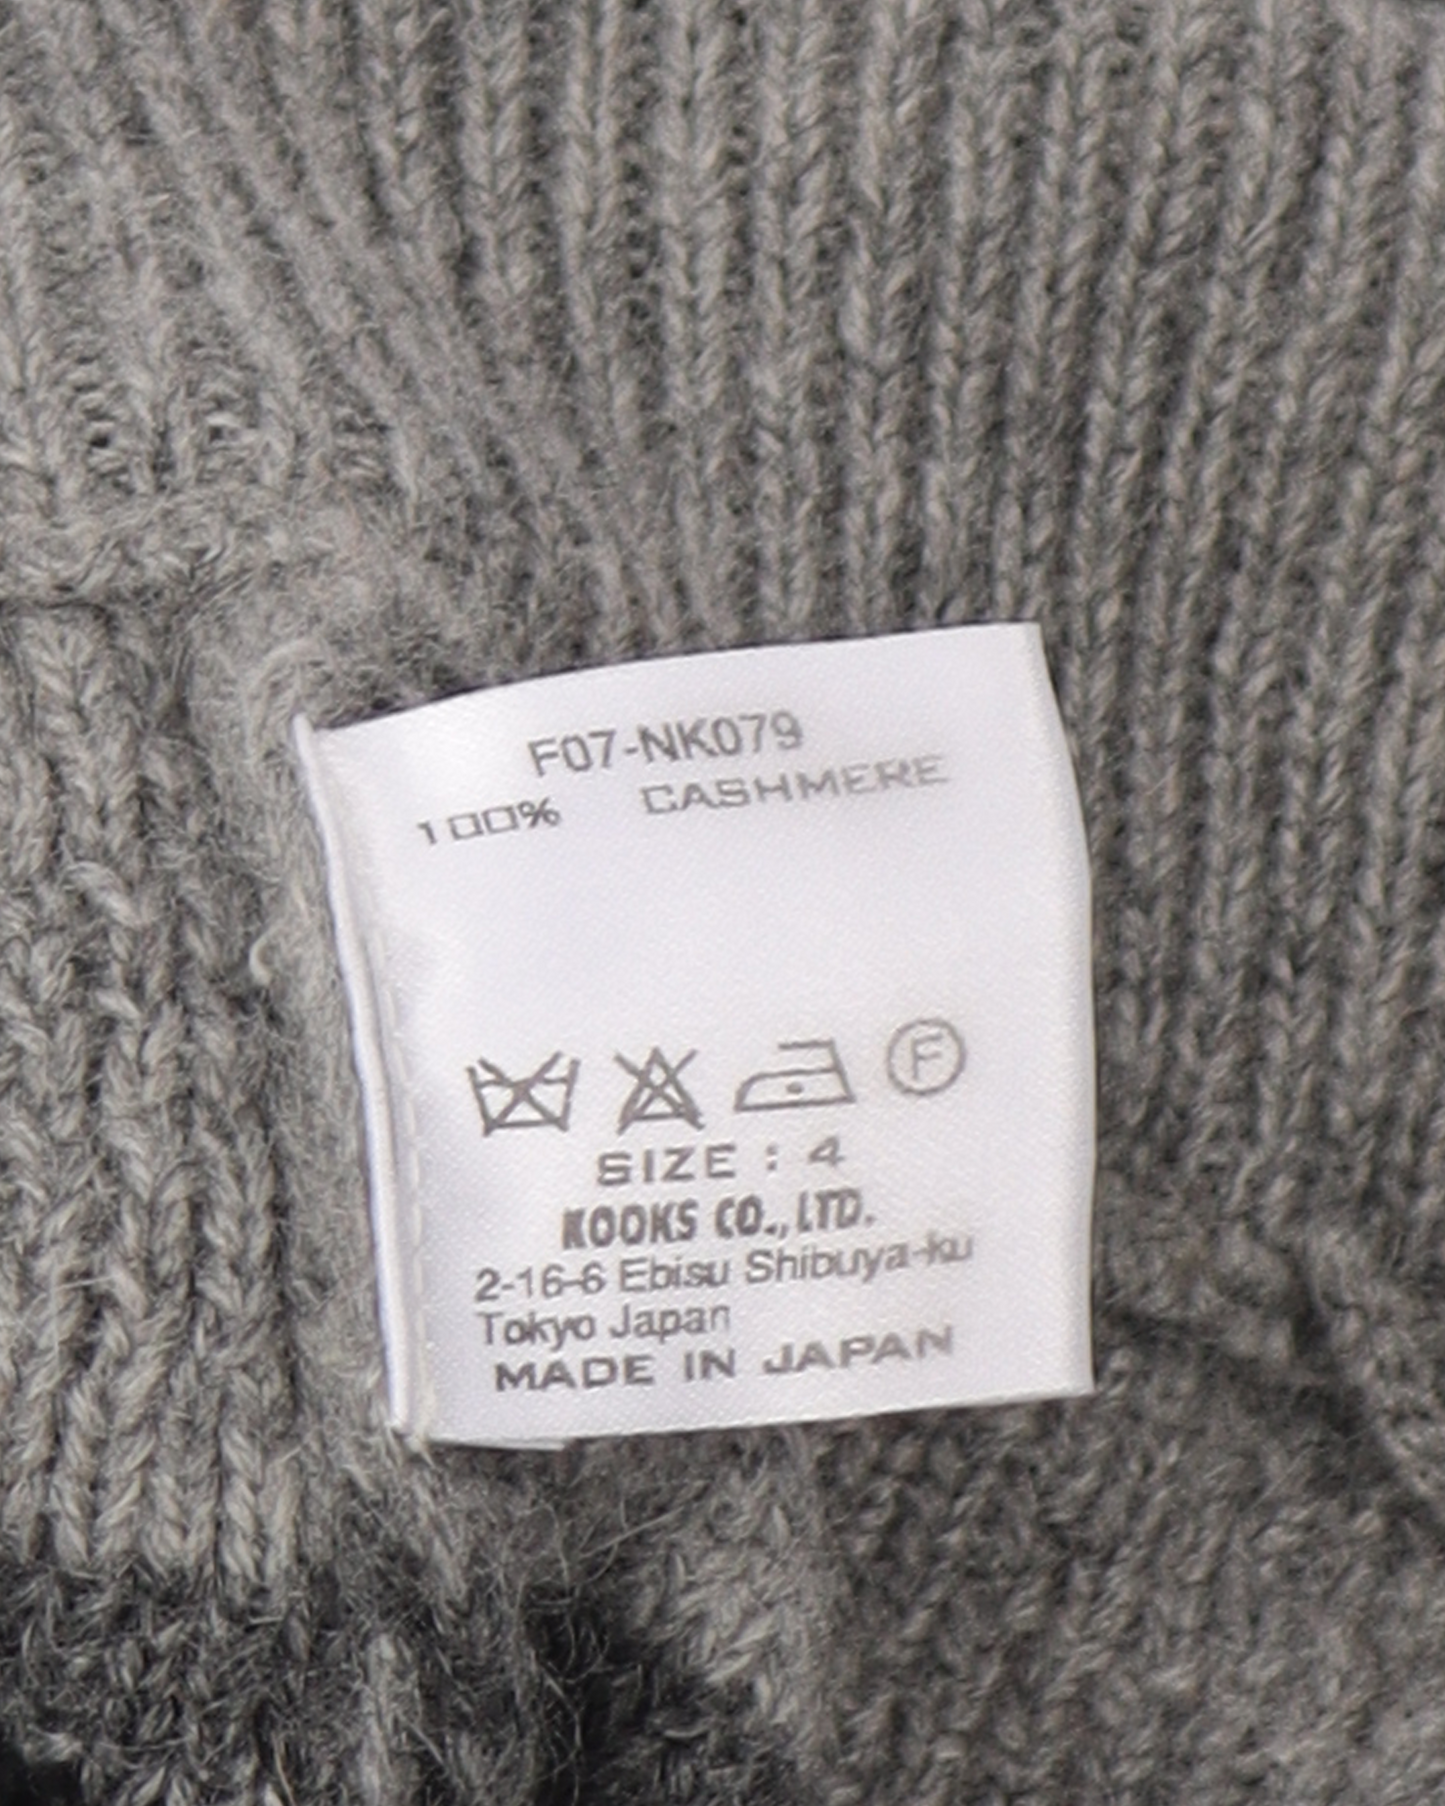 F07-NK079
100% CASHMERE
F
SIZE : 4
KOOKS CO.,LTD.
2-16-6 Ebisu Shibuya-ku
Tokyo Japan
MADE IN JAPAN